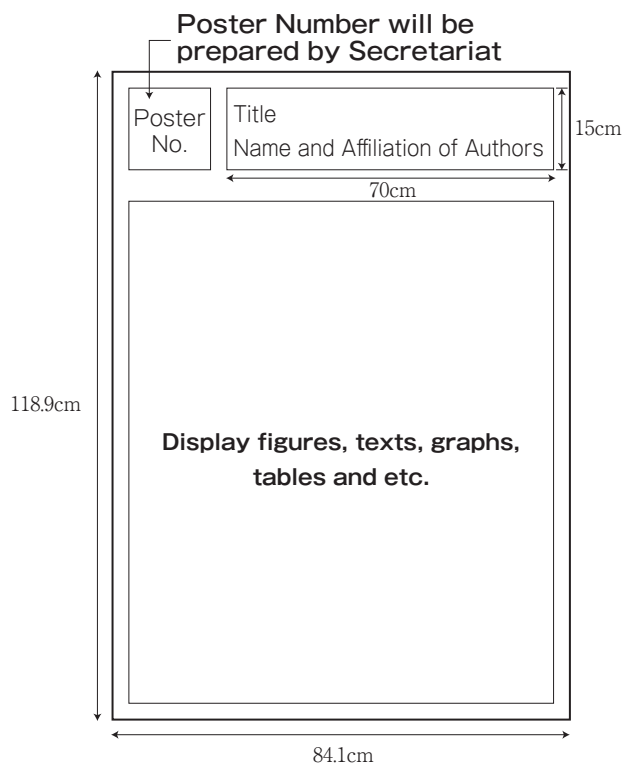 Poster Number will be
prepared by Secretariat
Poster
No.
Title
Name and Affiliation of Authors
15cm
70cm
118.9cm
Display figures, texts, graphs,
tables and etc.
84.1cm